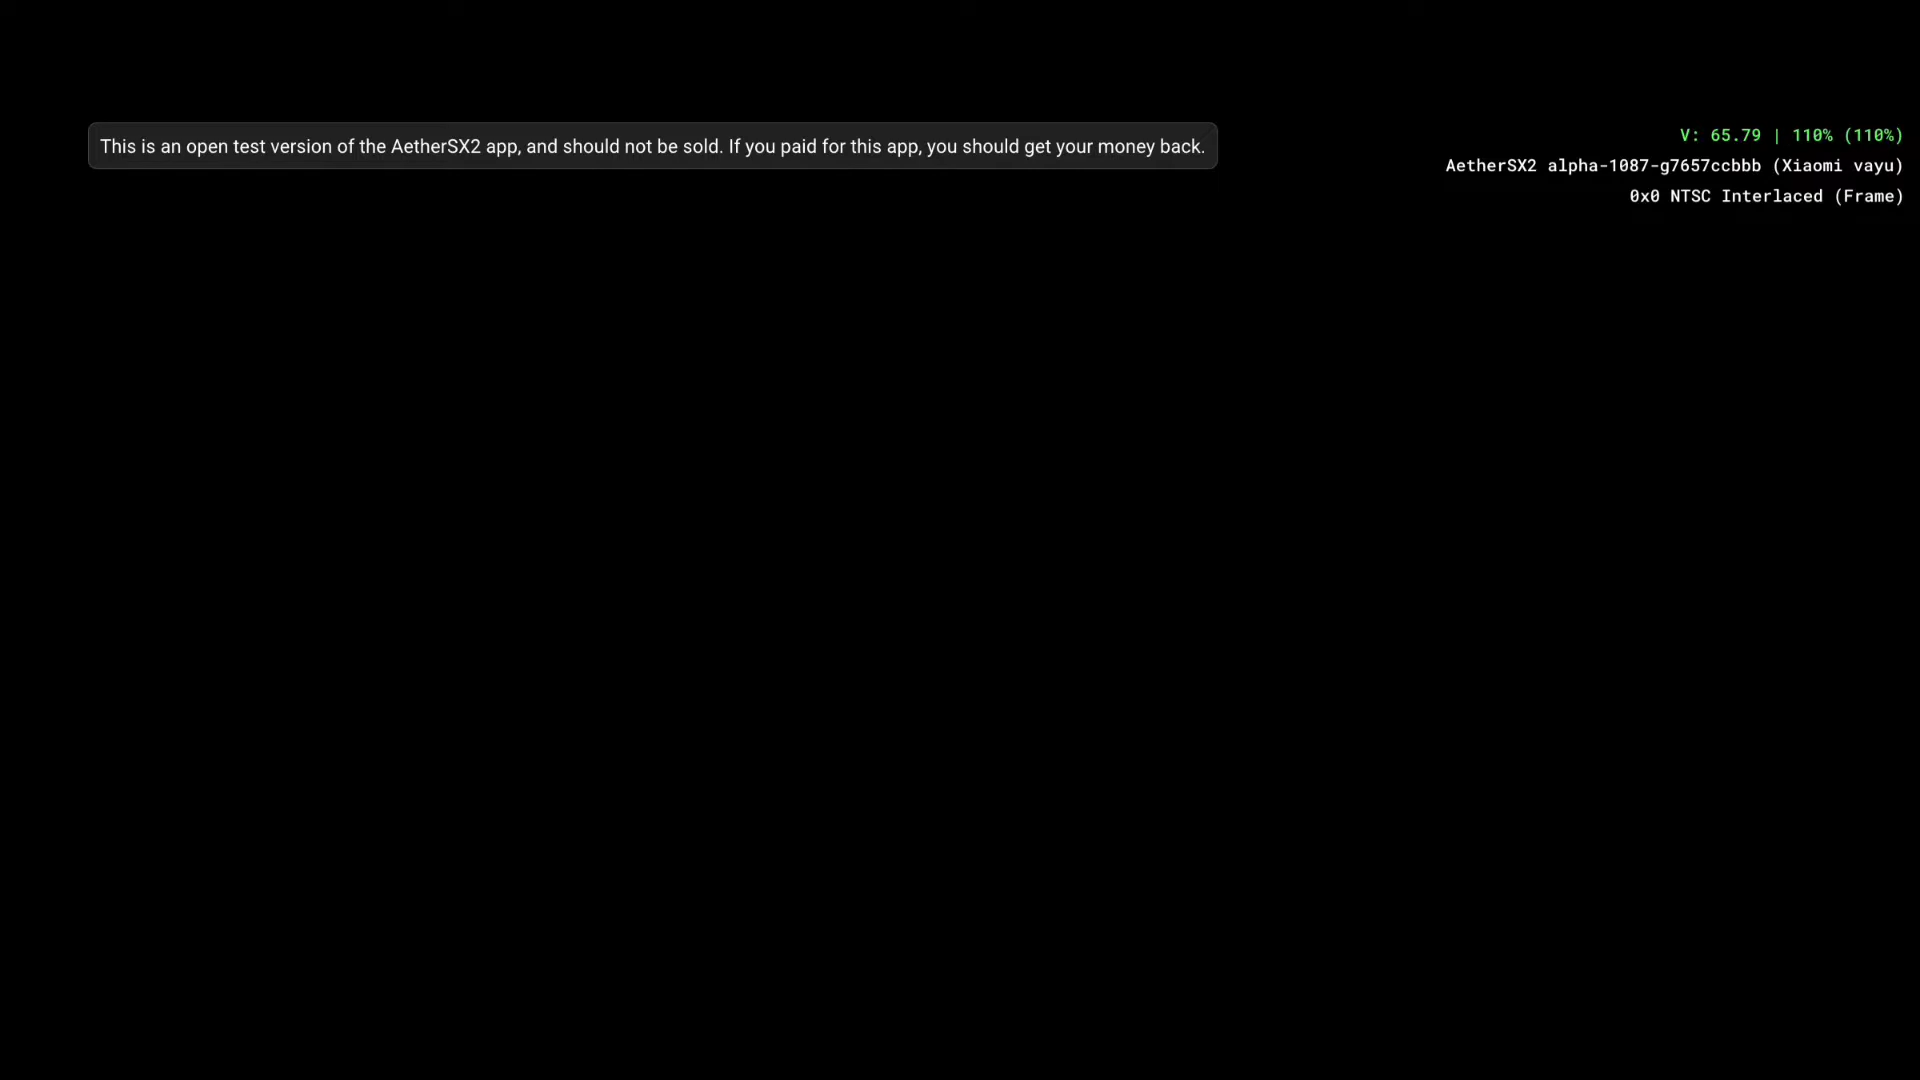 This is an open test version of the AetherSX2 app, and should not be sold. If you paid for this app, you should get your money back.
V: 65.79 | 110% (110%)
AetherSX2 alpha-1087-g7657ccbbb (Xiaomi vayu)
0x0 NTSC Interlaced (Frame)